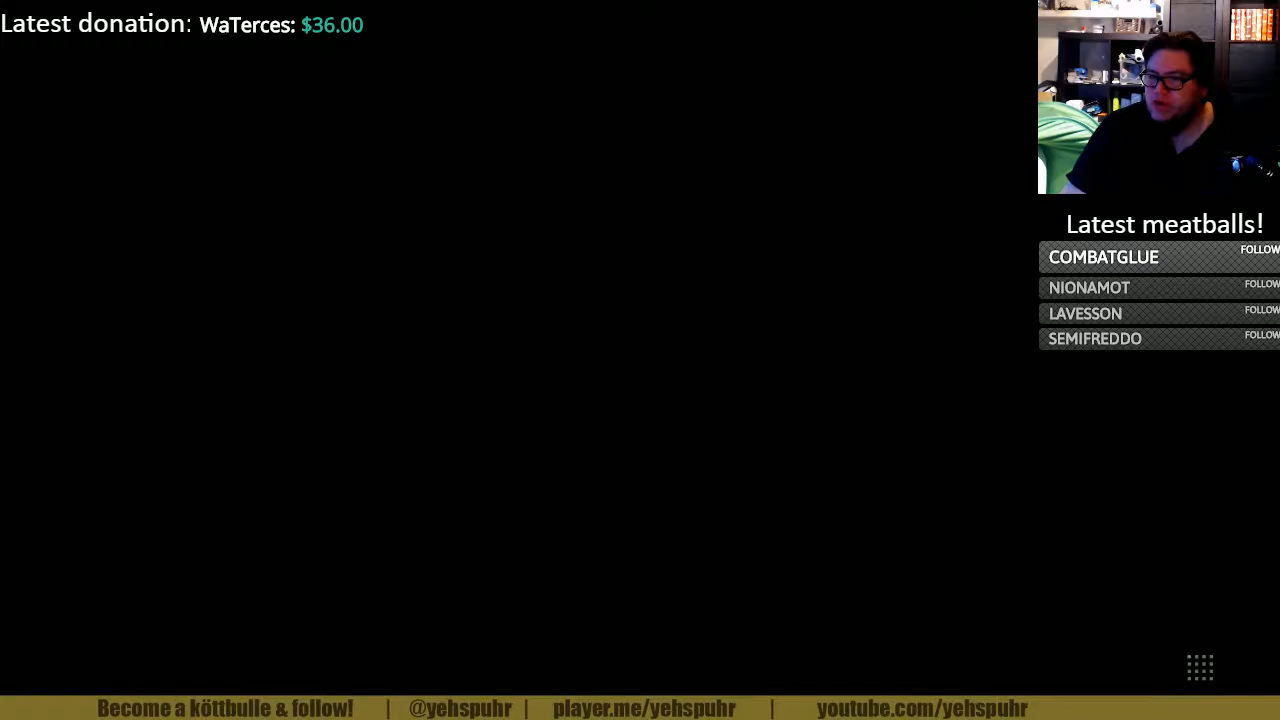 Latest donation: WaTerces: $36.00
Latest meatballs!
COMBATGLUE FOLLOW
NIONAMOT FOLLOW
LAVESSON FOLLOW
SEMIFREDDO FOLLOW
Become a köttbulle & follow! | @yehspuhr | player.me/yehspuhr | youtube.com/yehspuhr